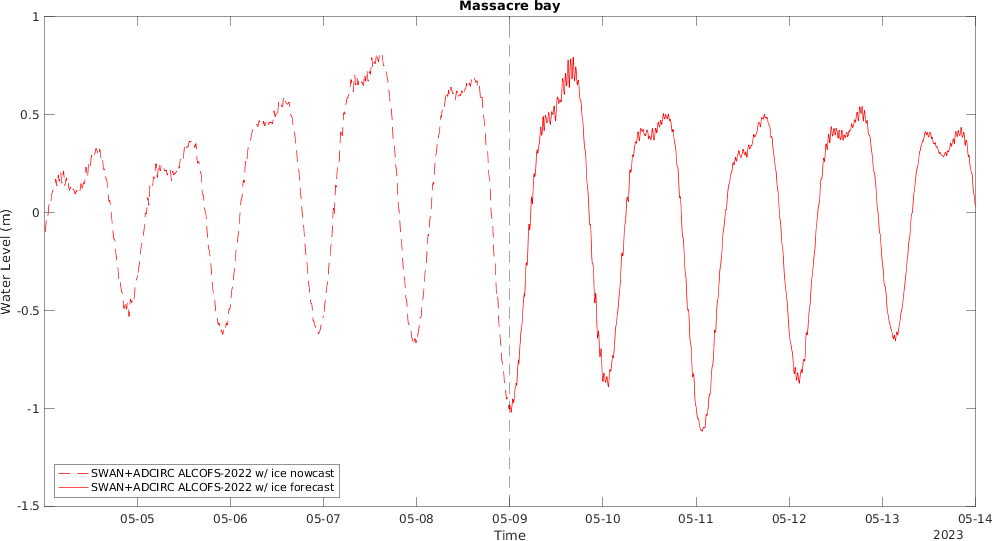 Massacre bay
1
0.5
0
-0.5
-1
-1.5
Water Level (m)
SWAN+ADCIRC ALCOFS-2022 w/ ice nowcast
SWAN+ADCIRC ALCOFS-2022 w/ ice forecast
05-05 05-06 05-07 05-08 05-09 05-10 05-11 05-12 05-13 05-14
Time
2023